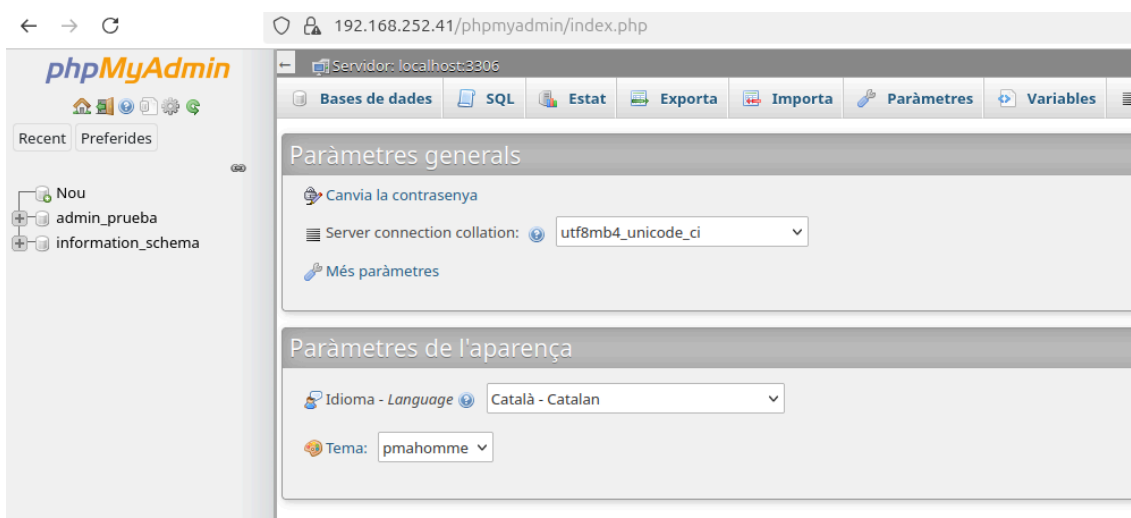 192.168.252.41/phpmyadmin/index.php
phpMyAdmin
Recent Preferides
Nou
admin_prueba
information_schema
Servidor: localhost:3306
Bases de dades SQL Estat Exporta Importa Paràmetres Variables
Paràmetres generals
Canvia la contrasenya
Server connection collation: utf8mb4_unicode_ci
Més paràmetres
Paràmetres de l'aparença
Idioma - Language Català - Catalan
Tema: pmahomme